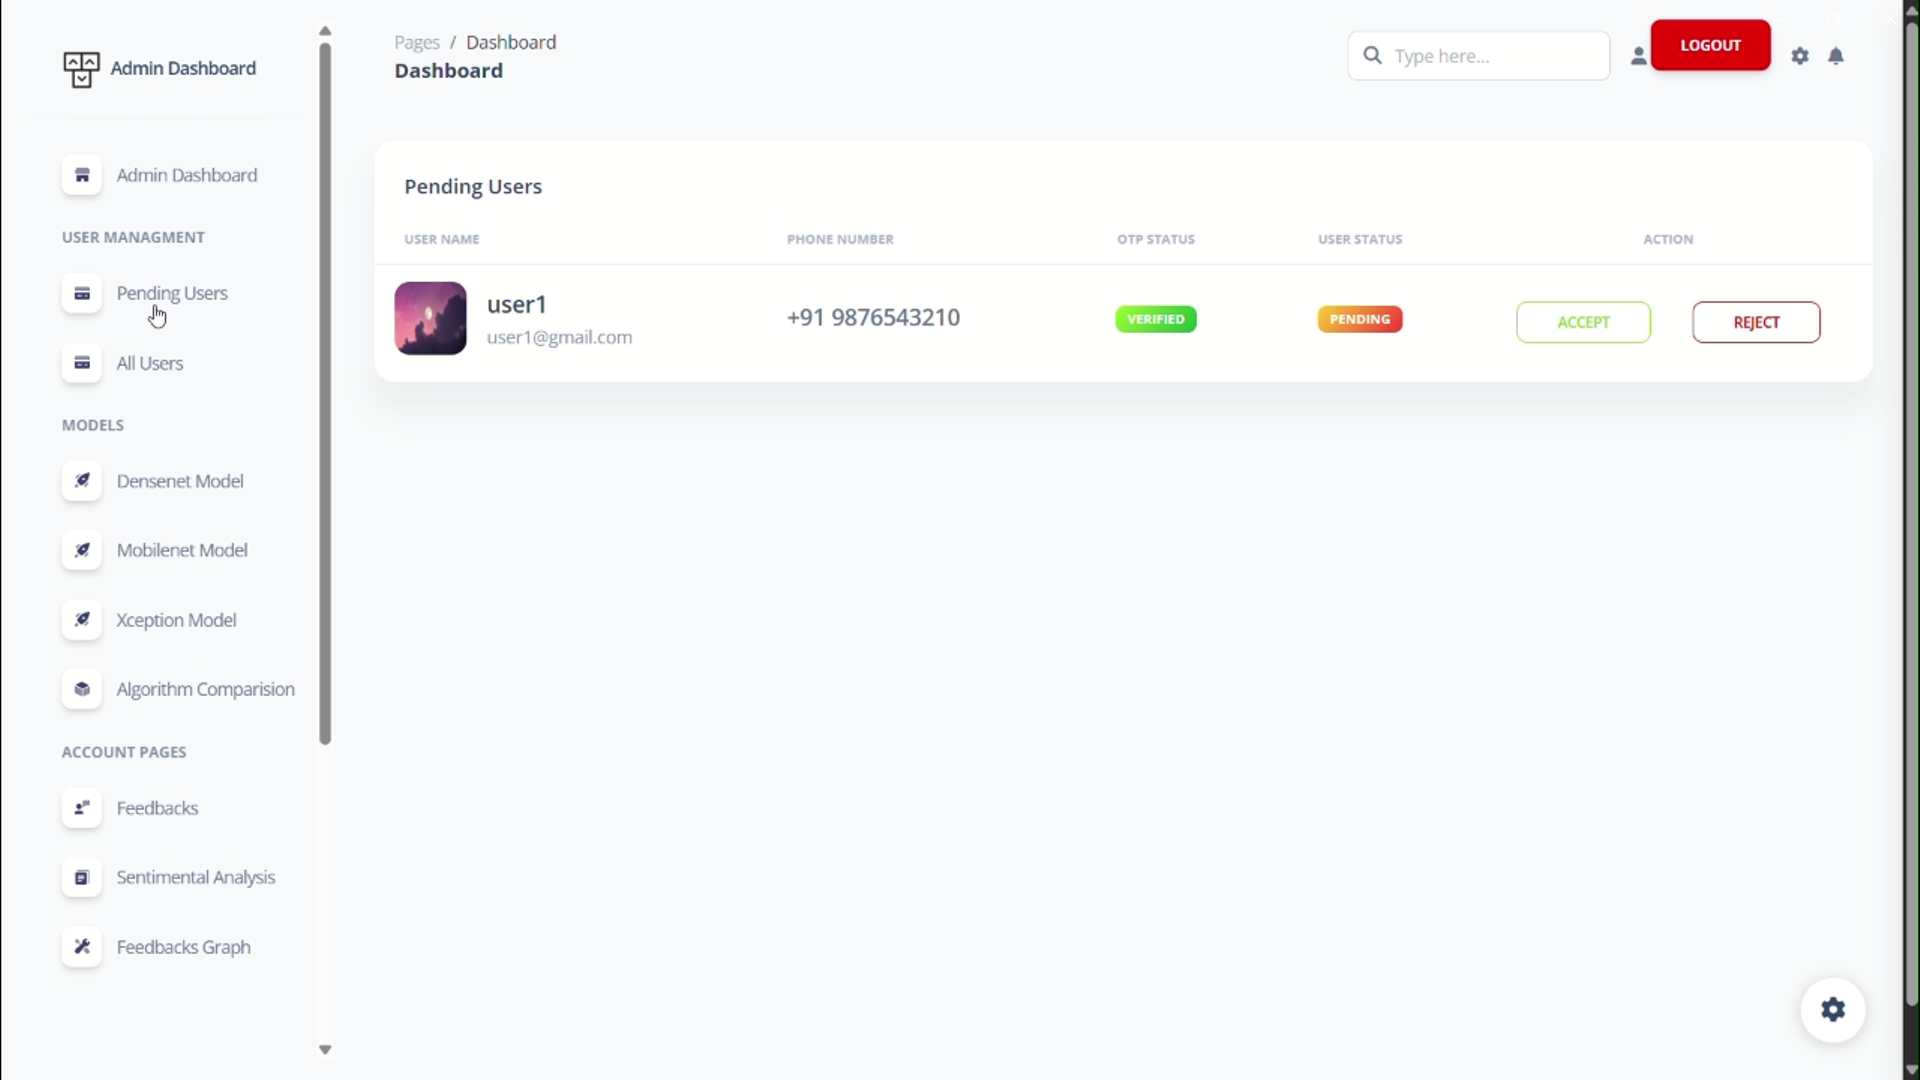 Admin Dashboard
Pages / Dashboard
Dashboard
Type here...
LOGOUT
Admin Dashboard
USER MANAGMENT
Pending Users
All Users
MODELS
Densenet Model
Mobilenet Model
Xception Model
Algorithm Comparision
ACCOUNT PAGES
Feedbacks
Sentimental Analysis
Feedbacks Graph
Pending Users
USER NAME PHONE NUMBER OTP STATUS USER STATUS ACTION
user1
user1@gmail.com
+91 9876543210
VERIFIED
PENDING
ACCEPT
REJECT